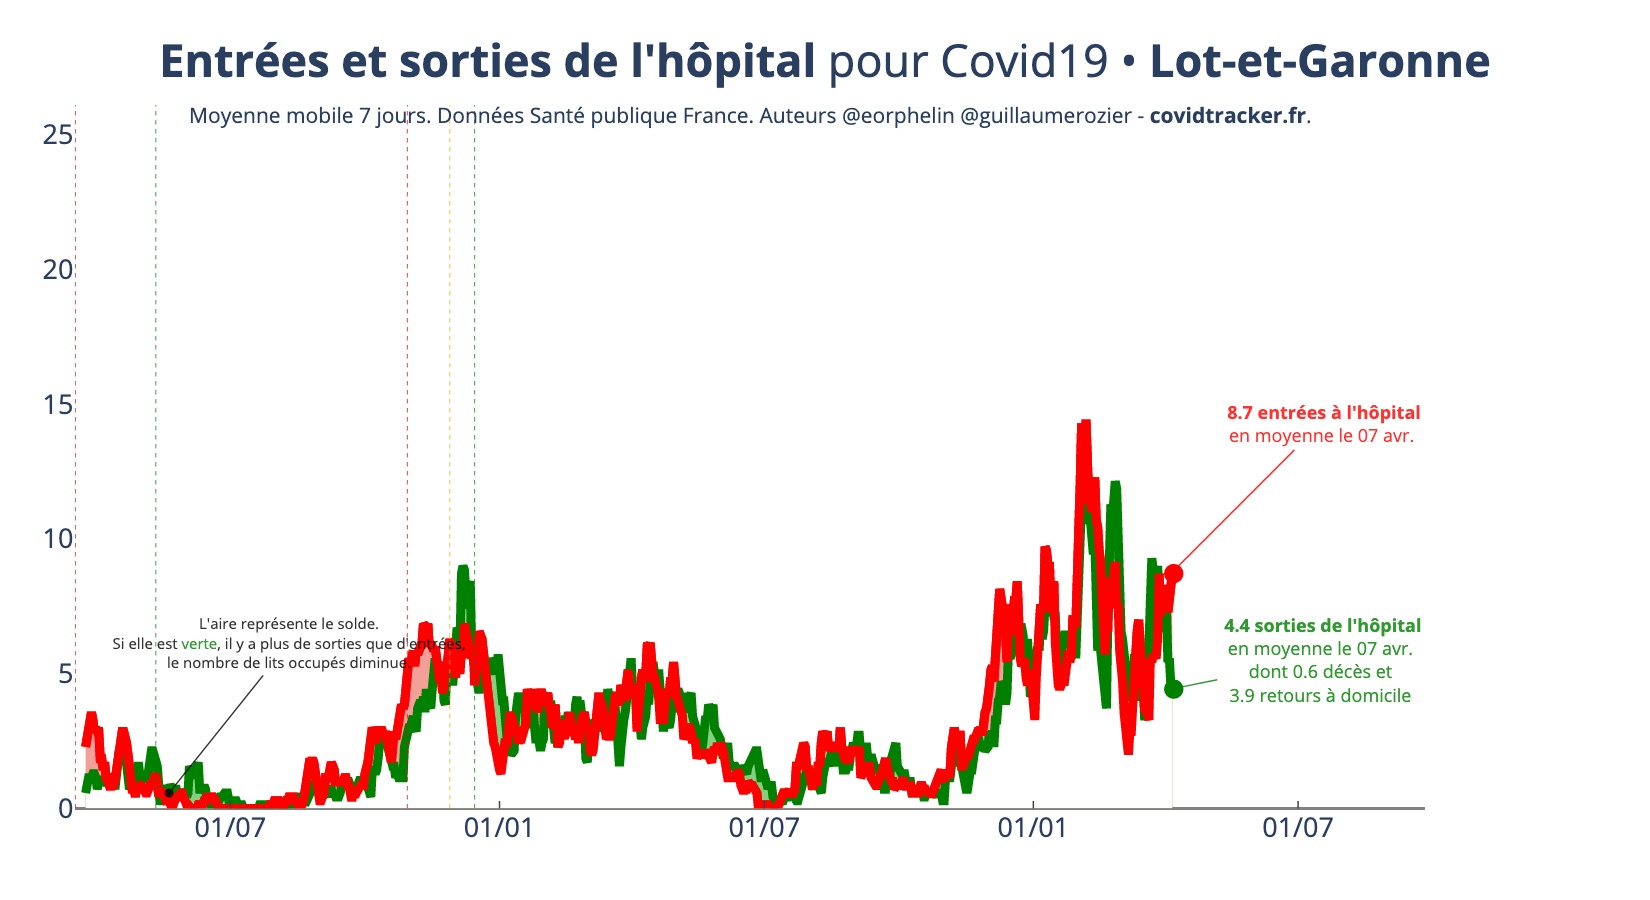 Entrées et sorties de l'hôpital pour Covid19 • Lot-et-Garonne
Moyenne mobile 7 jours. Données Santé publique France. Auteurs @eorphelin @guillaumerozier - covidtracker.fr.
25
20
15
10
5
0
8.7 entrées à l'hôpital
en moyenne le 07 avr.
L'aire représente le solde.
Si elle est verte, il y a plus de sorties que d'entrées,
le nombre de lits occupés diminue.
4.4 sorties de l'hôpital
en moyenne le 07 avr.
dont 0.6 décès et
3.9 retours à domicile
01/07
01/01
01/07
01/01
01/07